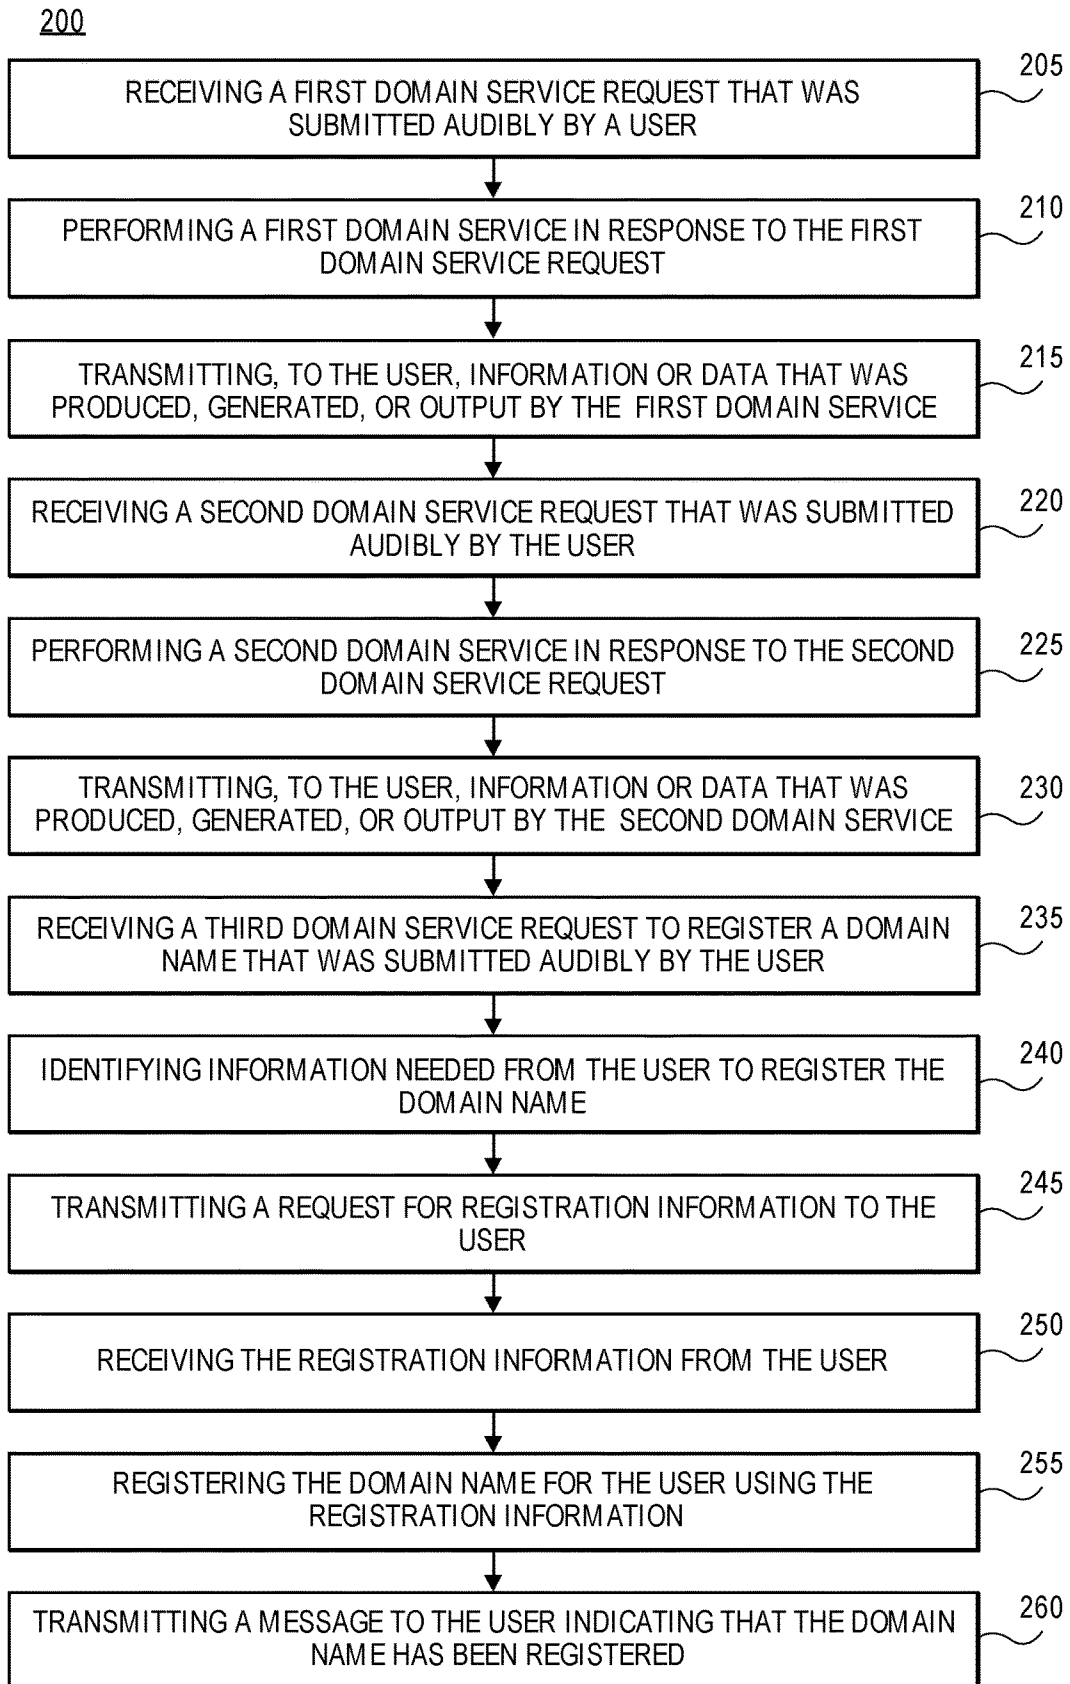 200
205
RECEIVING A FIRST DOMAIN SERVICE REQUEST THAT WAS
SUBMITTED AUDIBLY BY A USER
210
PERFORMING A FIRST DOMAIN SERVICE IN RESPONSE TO THE FIRST
DOMAIN SERVICE REQUEST
215
TRANSMITTING, TO THE USER, INFORMATION OR DATA THAT WAS
PRODUCED, GENERATED, OR OUTPUT BY THE FIRST DOMAIN SERVICE
220
RECEIVING A SECOND DOMAIN SERVICE REQUEST THAT WAS SUBMITTED
AUDIBLY BY THE USER
225
PERFORMING A SECOND DOMAIN SERVICE IN RESPONSE TO THE SECOND
DOMAIN SERVICE REQUEST
230
TRANSMITTING, TO THE USER, INFORMATION OR DATA THAT WAS
PRODUCED, GENERATED, OR OUTPUT BY THE SECOND DOMAIN SERVICE
235
RECEIVING A THIRD DOMAIN SERVICE REQUEST TO REGISTER A DOMAIN
NAME THAT WAS SUBMITTED AUDIBLY BY THE USER
240
IDENTIFYING INFORMATION NEEDED FROM THE USER TO REGISTER THE
DOMAIN NAME
245
TRANSMITTING A REQUEST FOR REGISTRATION INFORMATION TO THE
USER
250
RECEIVING THE REGISTRATION INFORMATION FROM THE USER
255
REGISTERING THE DOMAIN NAME FOR THE USER USING THE
REGISTRATION INFORMATION
260
TRANSMITTING A MESSAGE TO THE USER INDICATING THAT THE DOMAIN
NAME HAS BEEN REGISTERED